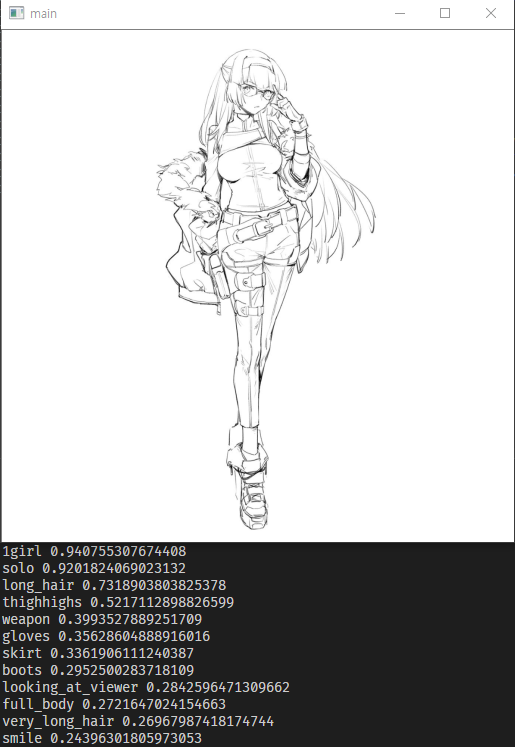 main
1girl 0.940755307674408
solo 0.9201824069023132
long_hair 0.7318903803825378
thighhighs 0.5217112898826599
weapon 0.3993527889251709
gloves 0.35628604888916016
skirt 0.3361906111240387
boots 0.2952500283718109
looking_at_viewer 0.2842596471309662
full_body 0.2721647024154663
very_long_hair 0.26967987418174744
smile 0.24396301805973053